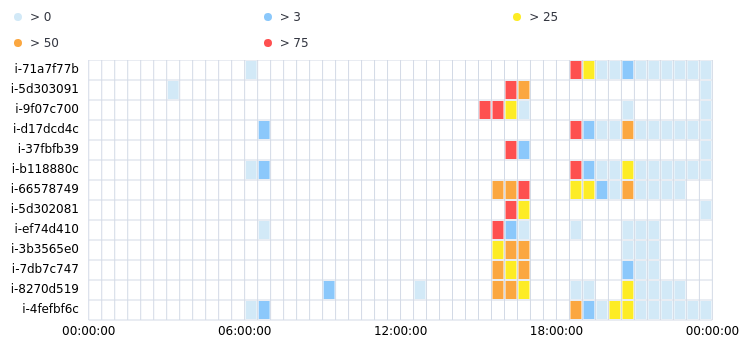 > 0 > 3 > 25
> 50 > 75
i-71a7f77b
i-5d303091
i-9f07c700
i-d17dcd4c
i-37fbfb39
i-b118880c
i-66578749
i-5d302081
i-ef74d410
i-3b3565e0
i-7db7c747
i-8270d519
i-4fefbf6c
00:00:00 06:00:00 12:00:00 18:00:00 00:00:00